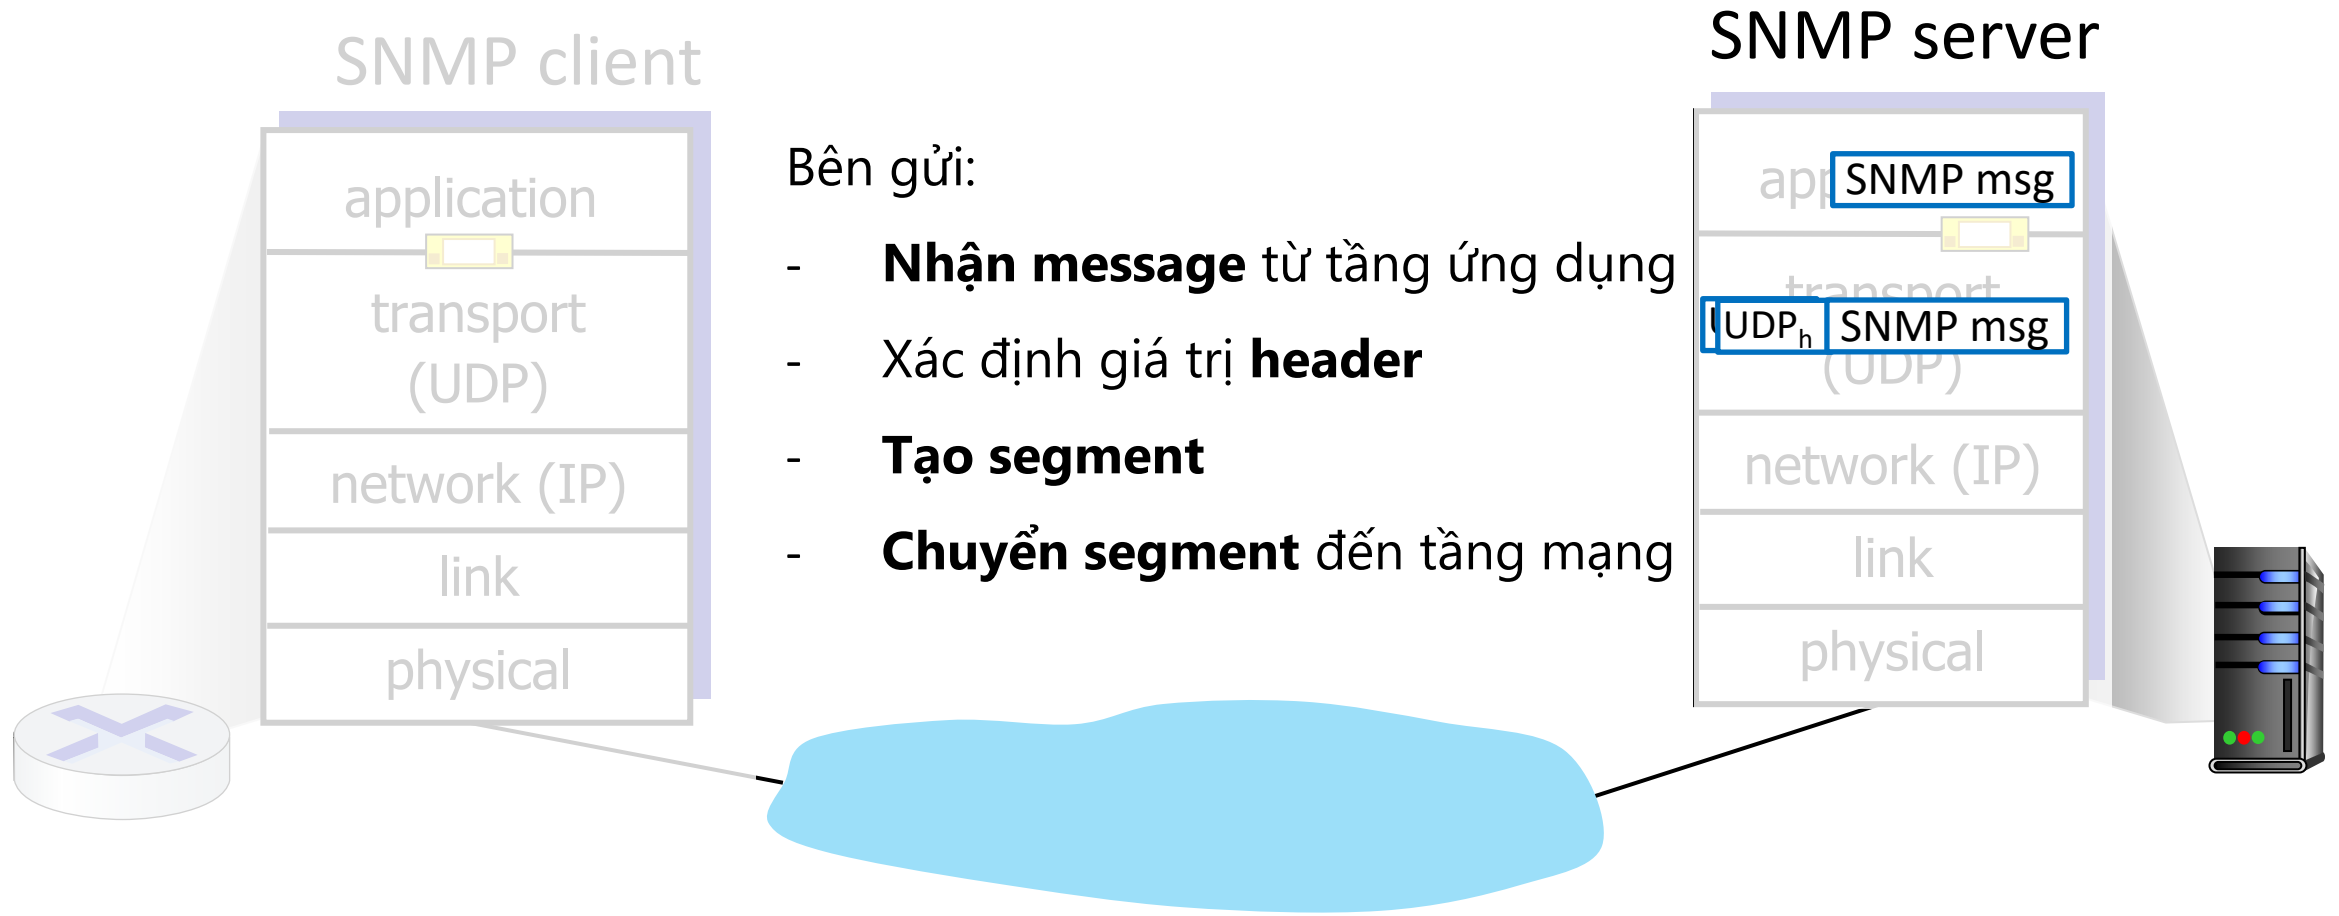 SNMP client
application
transport
(UDP)
network (IP)
link
physical
Bên gửi:
- Nhận message từ tầng ứng dụng
- Xác định giá trị header
- Tạo segment
- Chuyển segment đến tầng mạng
SNMP server
SNMP msg
transport
UDPh SNMP msg
(UDP)
network (IP)
link
physical